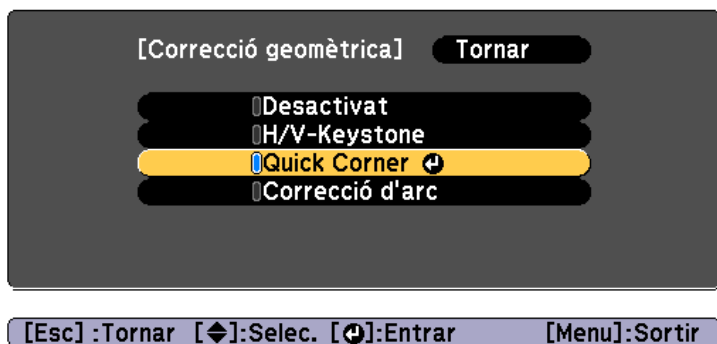 [Correcció geomètrica] Tornar
Desactivat
H/V-Keystone
Quick Corner
Correcció d'arc
[Esc] :Tornar [◆]:Selec. [⏎]:Entrar [Menu]:Sortir